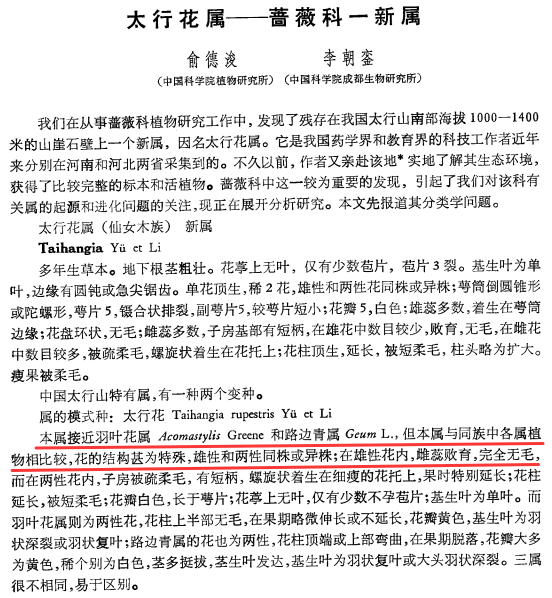 太行花属——蔷薇科一新属
俞德浚 李朝銮
（中国科学院植物研究所）（中国科学院成都生物研究所）
我们在从事蔷薇科植物研究工作中，发现了残存在我国太行山南部海拔 1000—1400
米的山崖石壁上一个新属，因名太行花属。它是我国药学界和教育界的科技工作者近年
来分别在河南和河北两省采集到的。不久以前，作者又亲赴该地*实地了解其生态环境，
获得了比较完整的标本和活植物。蔷薇科中这一较为重要的发现，引起了我们对该科有
关属的起源和进化问题的关注，现正在展开分析研究。本文先报道其分类学问题。
太行花属（仙女木族） 新属
Taihangia Yü et Li
多年生草本。地下根茎粗壮。花葶上无叶，仅有少数苞片，苞片 3 裂。基生叶为单
叶，边缘有圆钝或急尖锯齿。单花顶生，稀 2 花，雄性和两性花同株或异株；萼筒倒圆锥形
或陀螺形，萼片 5，镊合状排裂，副萼片5，较萼片短小；花瓣 5，白色；雄蕊多数，着生在萼筒
边缘；花盘环状，无毛；雌蕊多数，子房基部有短柄，在雄花中数目较少，败育，无毛，在雌花
中数目较多，被疏柔毛，螺旋状着生在花托上；花柱顶生，延长，被短柔毛，柱头略为扩大。
瘦果被柔毛。
中国太行山特有属，有一种两个变种。
属的模式种：太行花 Taihangia rupestris Yü et Li
本属接近羽叶花属 Acomastylis Greene 和路边青属 Geum L.，但本属与同族中各属植
物相比较，花的结构甚为特殊，雄性和两性同株或异株；在雄性花内，雌蕊败育，完全无毛，
而在两性花内，子房被疏柔毛，有短柄，螺旋状着生在细瘦的花托上，果时特别延长；花柱
延长，被短柔毛；花瓣白色，长于萼片；花葶上无叶，仅有少数不孕苞片；基生叶为单叶。而
羽叶花属则为两性花，花柱上半部无毛，在果期略微伸长或不延长，花瓣黄色，基生叶为羽
状深裂或羽状复叶；路边青属的花也为两性，花柱顶端或上部弯曲，在果期脱落，花瓣大多
为黄色，稀个别为白色，茎多挺拔，茎生叶发达，基生叶为羽状复叶或大头羽状深裂。三属
很不相同，易于区别。